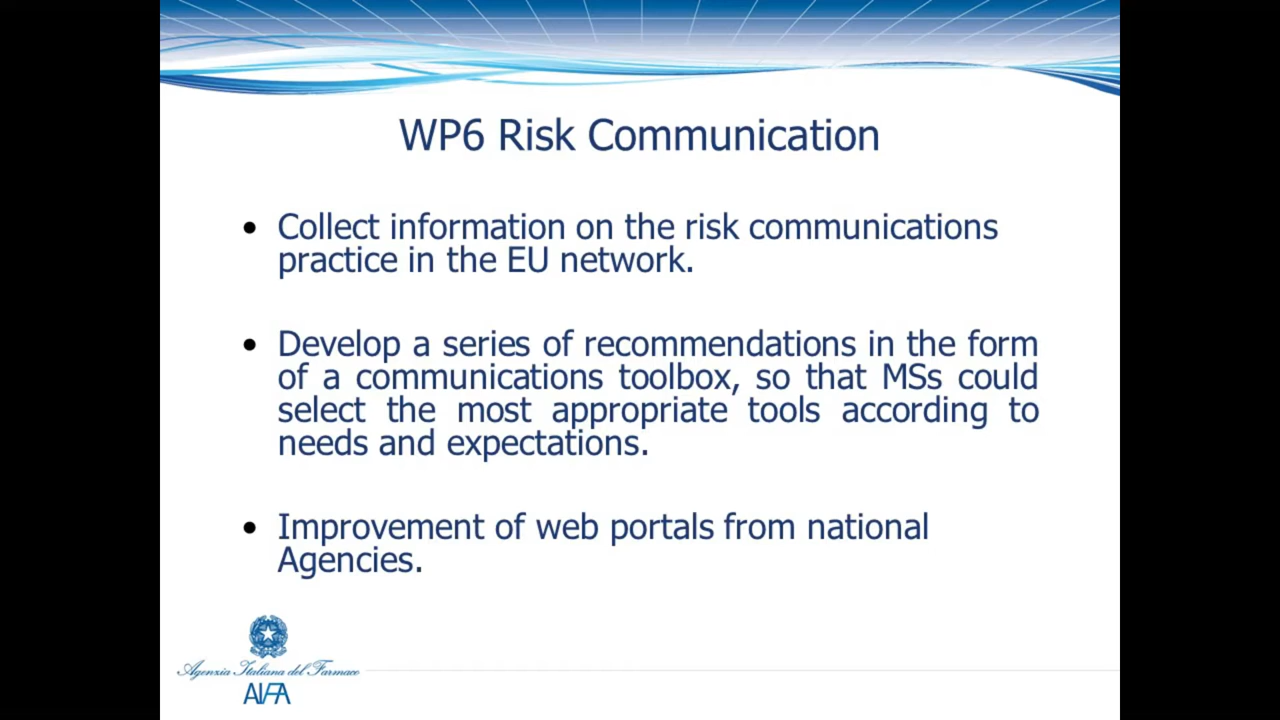 WP6 Risk Communication
• Collect information on the risk communications
practice in the EU network.
• Develop a series of recommendations in the form
of a communications toolbox, so that MSs could
select the most appropriate tools according to
needs and expectations.
• Improvement of web portals from national
Agencies.
Agenzia Italiana del Farmaco
AIFA